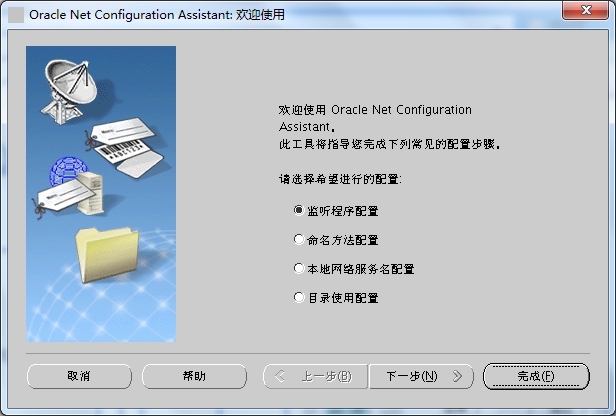 Oracle Net Configuration Assistant: 欢迎使用
欢迎使用 Oracle Net Configuration
Assistant。
此工具将指导您完成下列常见的配置步骤。
请选择希望进行的配置:
监听程序配置
命名方法配置
本地网络服务名配置
目录使用配置
取消
帮助
上一步(B)
下一步(N)
完成(F)